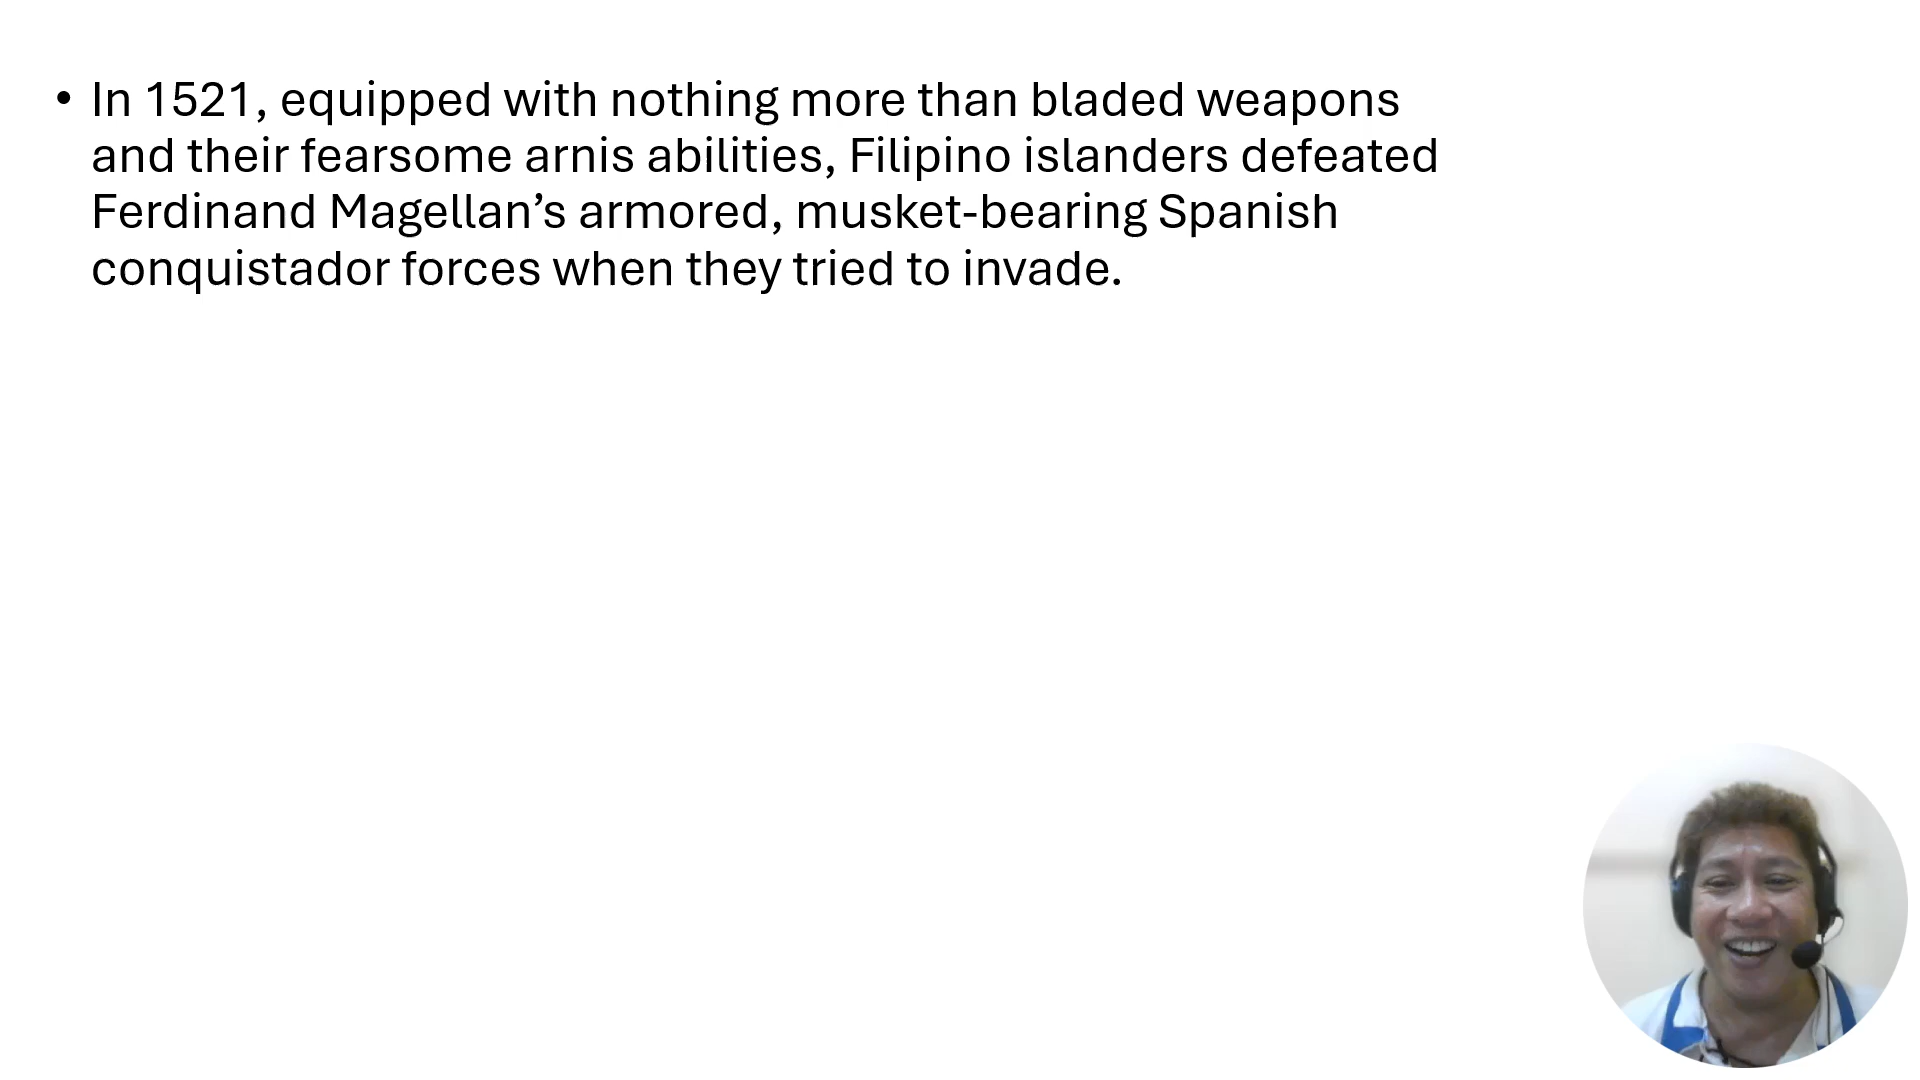 • In 1521, equipped with nothing more than bladed weapons
and their fearsome arnis abilities, Filipino islanders defeated
Ferdinand Magellan’s armored, musket-bearing Spanish
conquistador forces when they tried to invade.